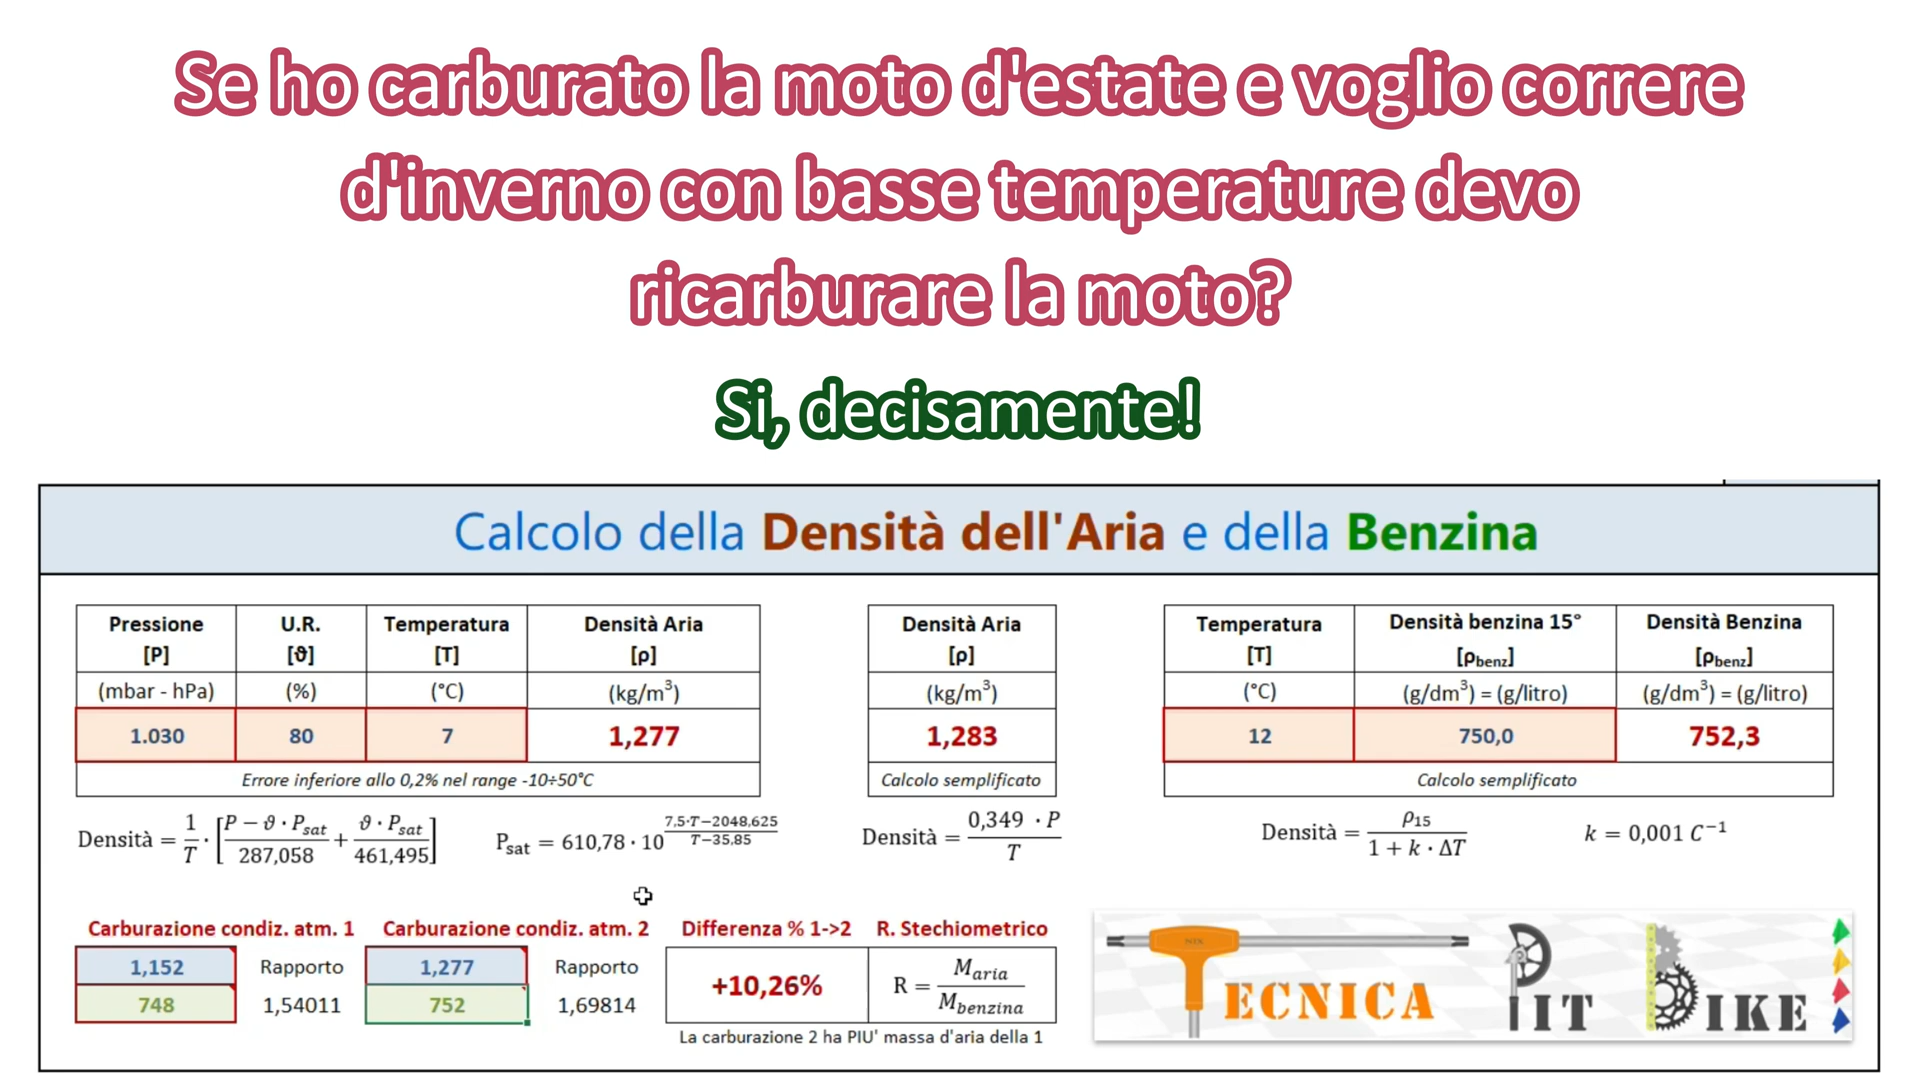 Se ho carburato la moto d'estate e voglio correre
d'inverno con basse temperature devo
ricarburare la moto?
Si, decisamente!
Calcolo della Densità dell'Aria e della Benzina
Pressione [P] U.R. [ϑ] Temperatura [T] Densità Aria [ρ]
(mbar - hPa) (%) (°C) (kg/m³)
1.030 80 7 1,277
Errore inferiore allo 0,2% nel range -10÷50°C
Densità = 1/T · [(P − ϑ · Psat)/287,058 + (ϑ · Psat)/461,495]
Psat = 610,78 · 10^((7,5·T−2048,625)/(T−35,85))
Densità Aria [ρ]
(kg/m³)
1,283
Calcolo semplificato
Densità = (0,349 · P)/T
Temperatura [T] Densità benzina 15° [ρbenz] Densità Benzina [ρbenz]
(°C) (g/dm³) = (g/litro) (g/dm³) = (g/litro)
12 750,0 752,3
Calcolo semplificato
Densità = ρ15/(1 + k · ΔT)
k = 0,001 C⁻¹
Carburazione condiz. atm. 1 Carburazione condiz. atm. 2 Differenza % 1->2 R. Stechiometrico
1,152 Rapporto 1,277 Rapporto
748 1,54011 752 1,69814
+10,26%
R = Maria/Mbenzina
La carburazione 2 ha PIU' massa d'aria della 1
NIK
TECNICA PIT BIKE